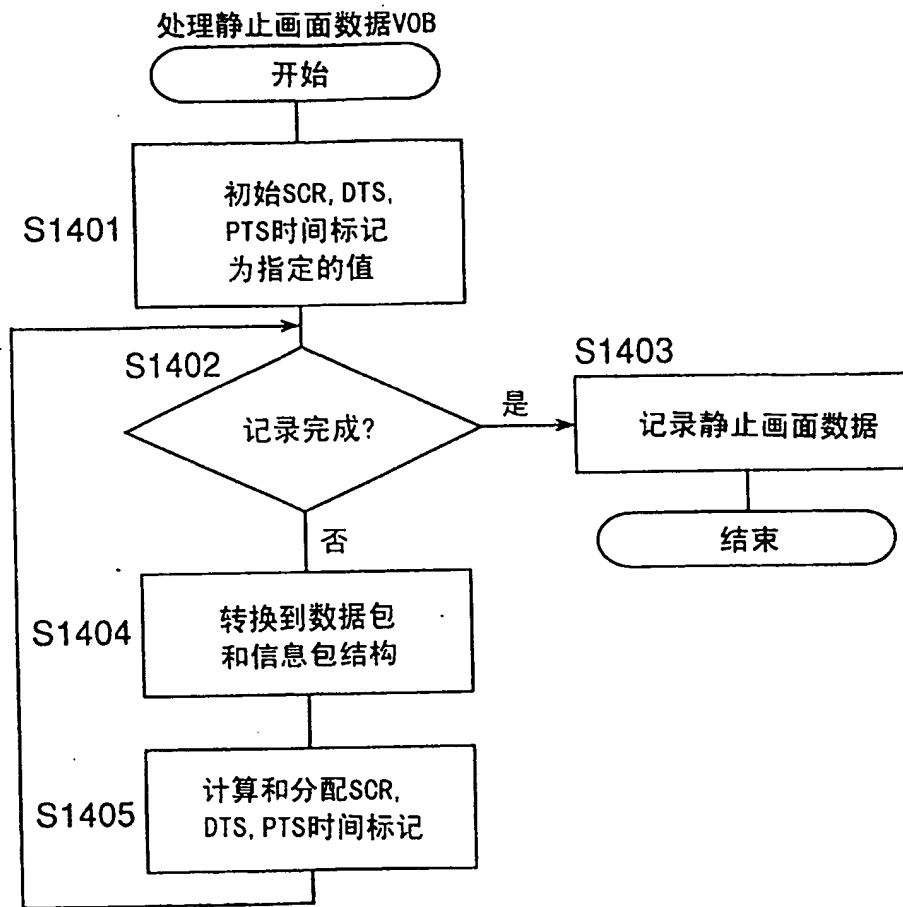 处理静止画面数据VOB
开始
S1401
初始SCR, DTS,
PTS时间标记
为指定的值
S1402
记录完成?
是
S1403
记录静止画面数据
结束
否
S1404
转换到数据包
和信息包结构
S1405
计算和分配SCR,
DTS, PTS时间标记